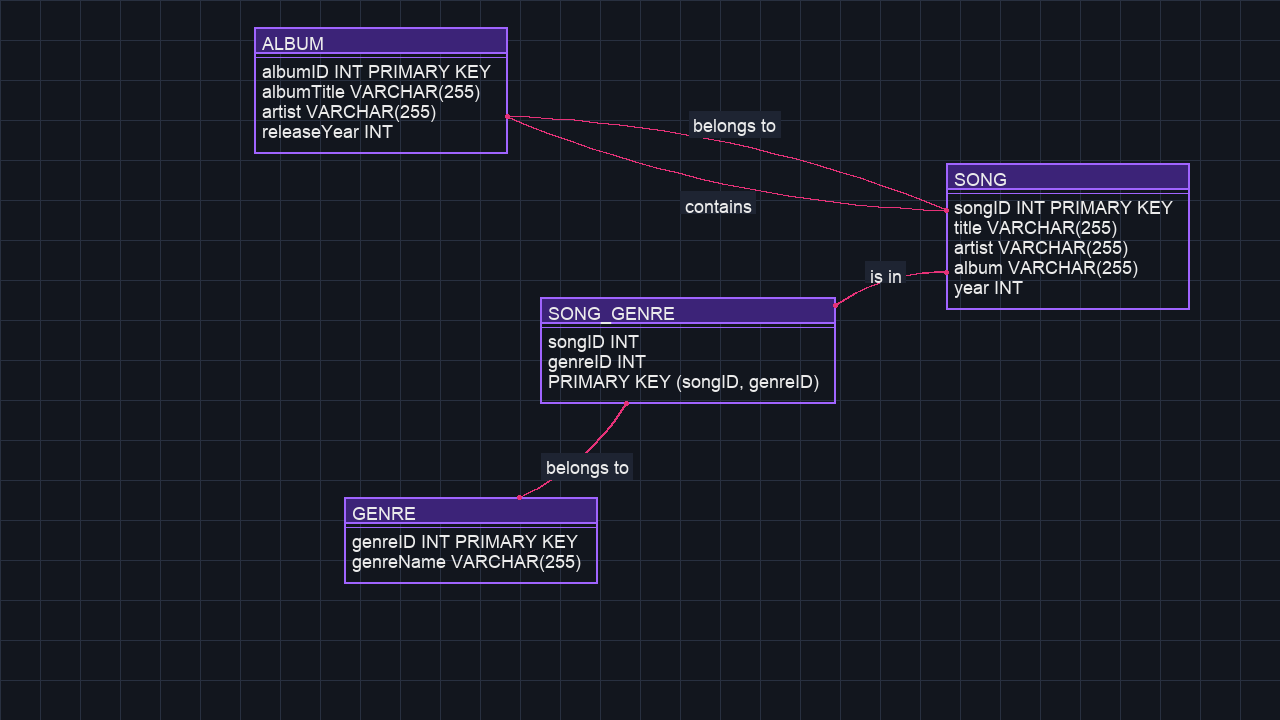 ALBUM
albumID INT PRIMARY KEY
albumTitle VARCHAR(255)
artist VARCHAR(255)
releaseYear INT
belongs to
contains
SONG
songID INT PRIMARY KEY
title VARCHAR(255)
artist VARCHAR(255)
album VARCHAR(255)
year INT
is in
SONG_GENRE
songID INT
genreID INT
PRIMARY KEY (songID, genreID)
belongs to
GENRE
genreID INT PRIMARY KEY
genreName VARCHAR(255)